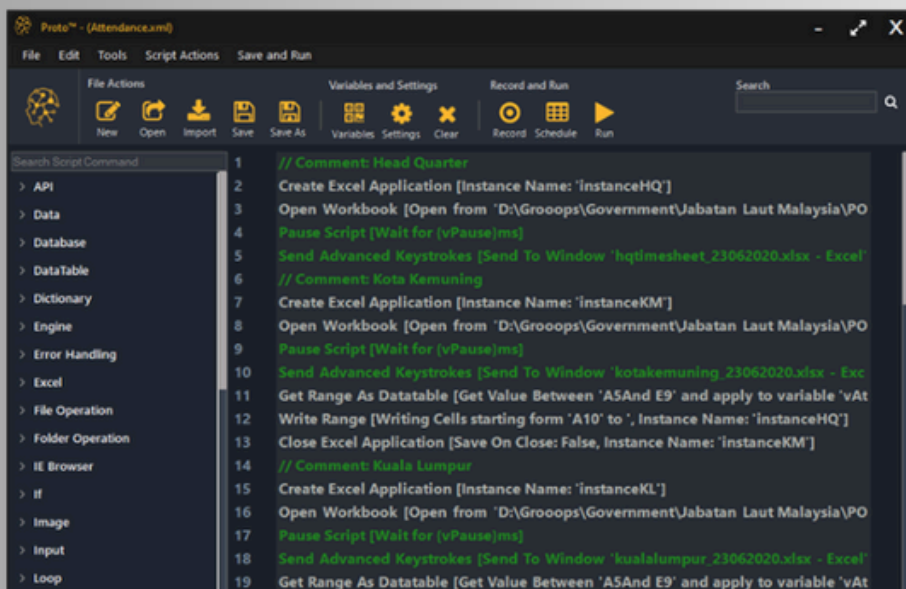 Proto™ - (Attendance.xml)
File Edit Tools Script Actions Save and Run
File Actions Variables and Settings Record and Run Search
New Open Import Save Save As Variables Settings Clear Record Schedule Run
Search Script Command
> API
> Data
> Database
> DataTable
> Dictionary
> Engine
> Error Handling
> Excel
> File Operation
> Folder Operation
> IE Browser
> If
> Image
> Input
> Loop
1 // Comment: Head Quarter
2 Create Excel Application [Instance Name: 'instanceHQ']
3 Open Workbook [Open from 'D:\Grooops\Government\Jabatan Laut Malaysia\PO
4 Pause Script [Wait for (vPause)ms]
5 Send Advanced Keystrokes [Send To Window 'hqtimesheet_23062020.xlsx - Excel'
6 // Comment: Kota Kemuning
7 Create Excel Application [Instance Name: 'instanceKM']
8 Open Workbook [Open from 'D:\Grooops\Government\Jabatan Laut Malaysia\PO
9 Pause Script [Wait for (vPause)ms]
10 Send Advanced Keystrokes [Send To Window 'kotakemuning_23062020.xlsx - Exc
11 Get Range As Datatable [Get Value Between 'A5And E9' and apply to variable 'vAt
12 Write Range [Writing Cells starting form 'A10' to ', Instance Name: 'instanceHQ']
13 Close Excel Application [Save On Close: False, Instance Name: 'instanceKM']
14 // Comment: Kuala Lumpur
15 Create Excel Application [Instance Name: 'instanceKL']
16 Open Workbook [Open from 'D:\Grooops\Government\Jabatan Laut Malaysia\PO
17 Pause Script [Wait for (vPause)ms]
18 Send Advanced Keystrokes [Send To Window 'kualalumpur_23062020.xlsx - Excel'
19 Get Range As Datatable [Get Value Between 'A5And E9' and apply to variable 'vAt